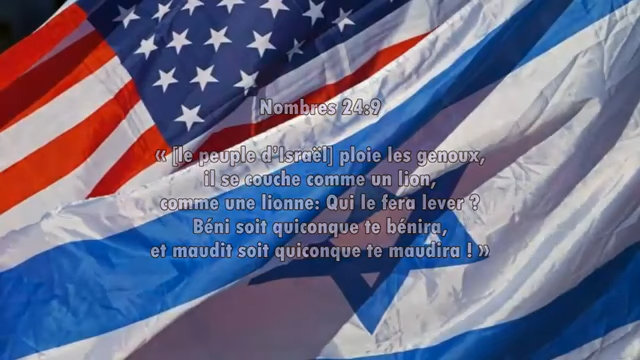 Nombres 24:9
« [le peuple d’Israël] ploie les genoux,
il se couche comme un lion,
comme une lionne: Qui le fera lever ?
Béni soit quiconque te bénira,
et maudit soit quiconque te maudira ! »